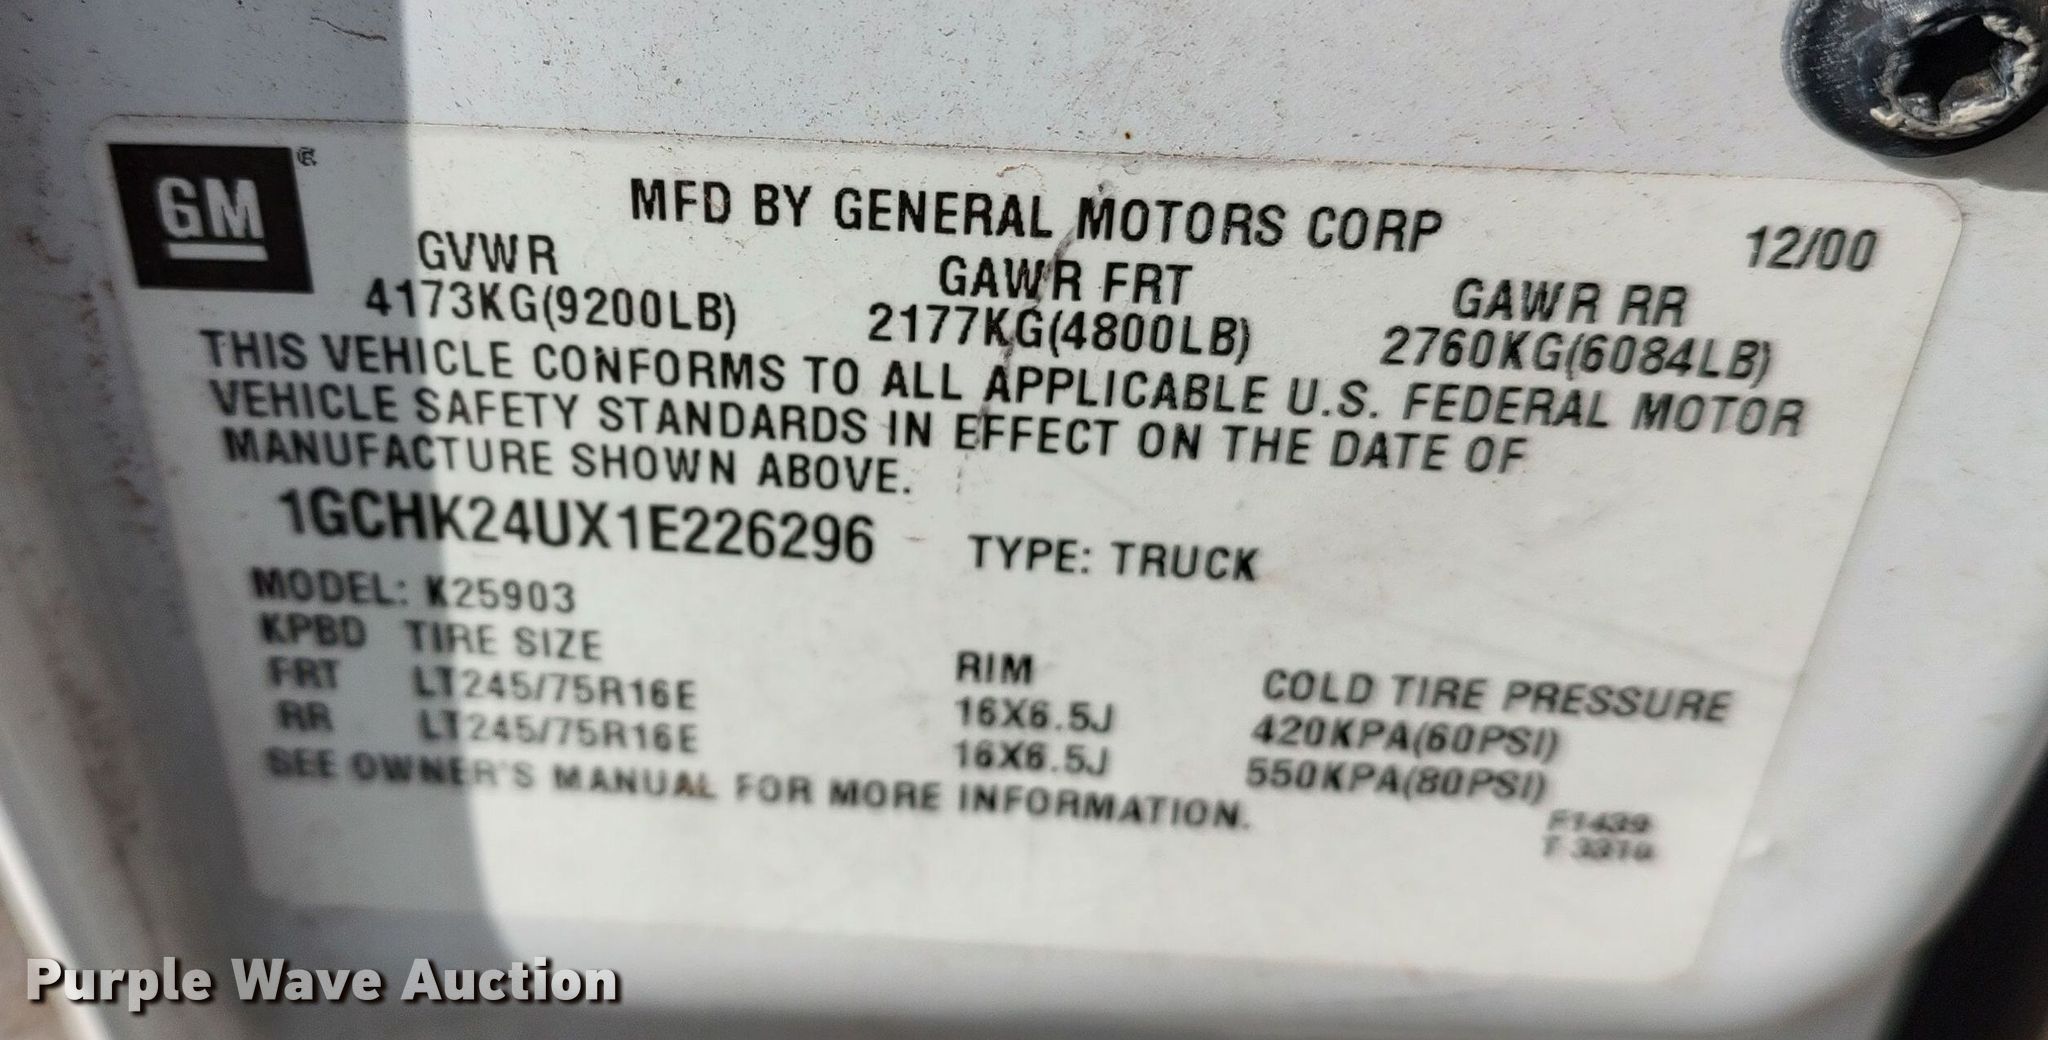 GM
MFD BY GENERAL MOTORS CORP 12/00
GVWR GAWR FRT GAWR RR
4173KG(9200LB) 2177KG(4800LB) 2760KG(6084LB)
THIS VEHICLE CONFORMS TO ALL APPLICABLE U.S. FEDERAL MOTOR
VEHICLE SAFETY STANDARDS IN EFFECT ON THE DATE OF
MANUFACTURE SHOWN ABOVE.
1GCHK24UX1E226296 TYPE: TRUCK
MODEL: K25903
KPBD TIRE SIZE RIM COLD TIRE PRESSURE
FRT LT245/75R16E 16X6.5J 420KPA(60PSI)
RR LT245/75R16E 16X6.5J 550KPA(80PSI)
SEE OWNER'S MANUAL FOR MORE INFORMATION.
F1439
Purple Wave Auction